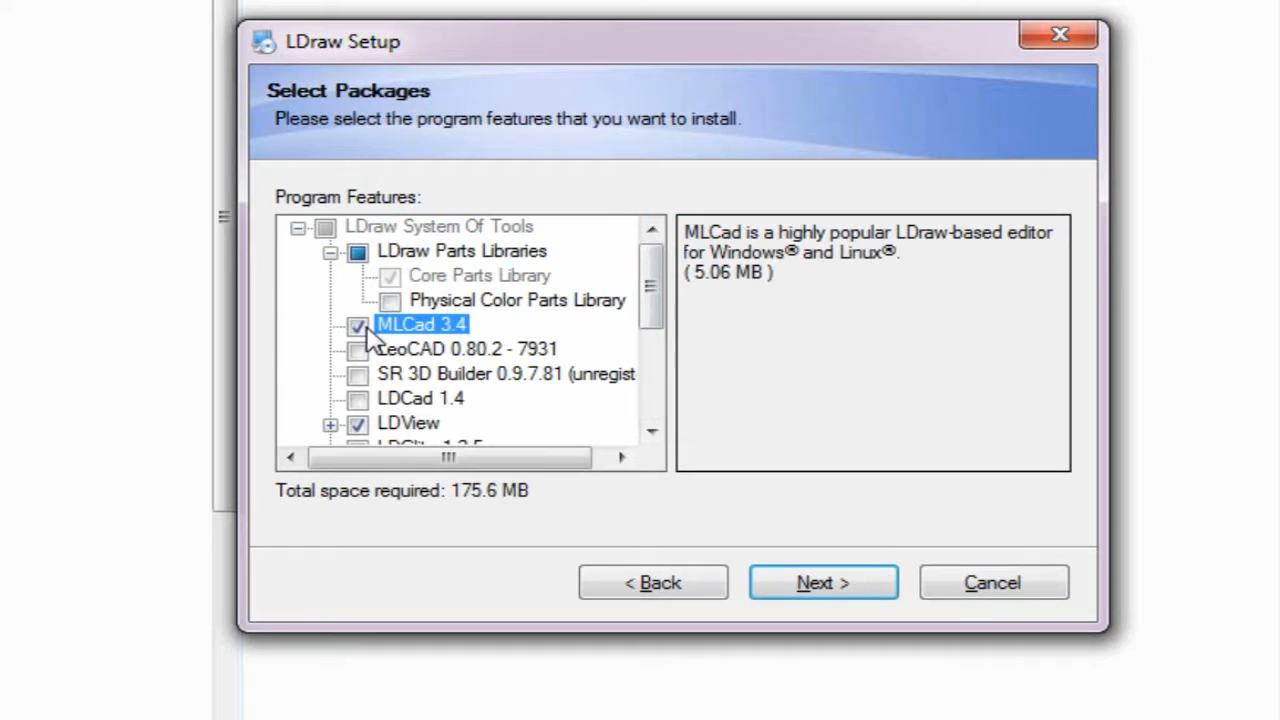 LDraw Setup
Select Packages
Please select the program features that you want to install.
Program Features:
LDraw System Of Tools
LDraw Parts Libraries
Core Parts Library
Physical Color Parts Library
MLCad 3.4
LeoCAD 0.80.2 - 7931
SR 3D Builder 0.9.7.81 (unregist
LDCad 1.4
LDView
MLCad is a highly popular LDraw-based editor
for Windows® and Linux®.
( 5.06 MB )
Total space required: 175.6 MB
< Back
Next >
Cancel